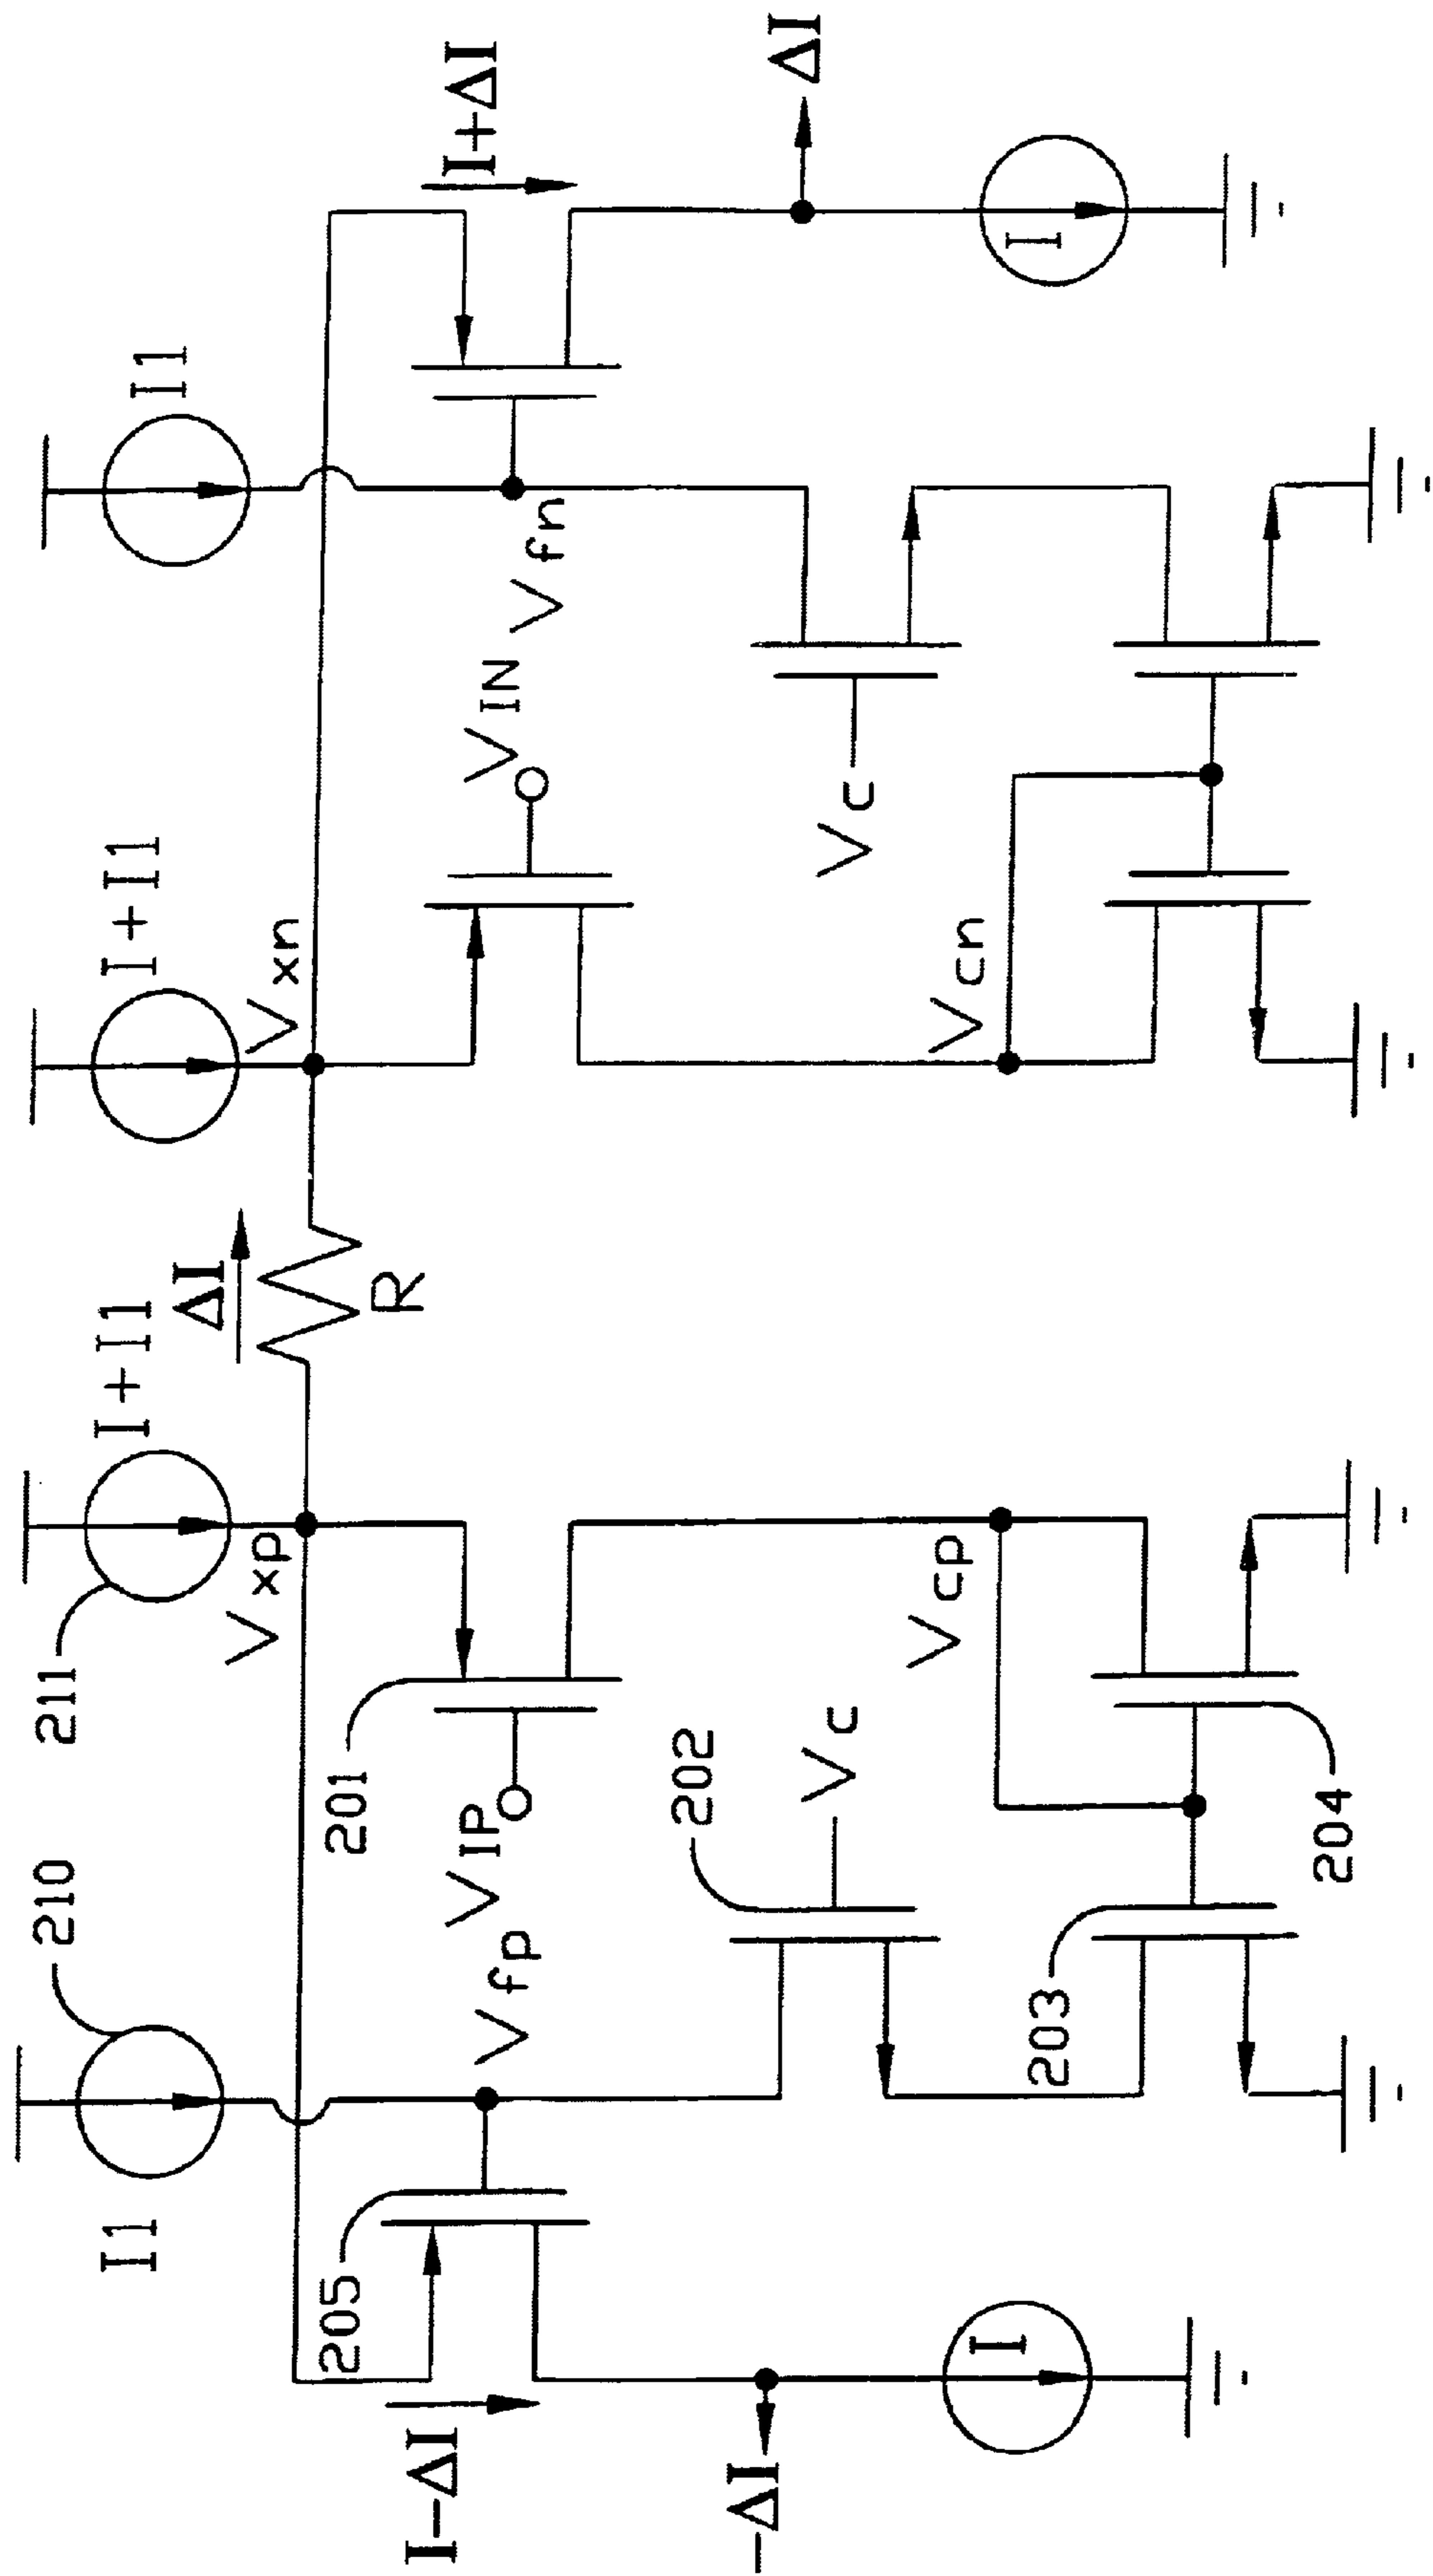 210
211
I1
I+I1
ΔI
I+I1
I1
Vxp
R
Vxn
205
Vfp
VIP
201
VIN
Vfn
I-ΔI
I+ΔI
202
Vc
Vcp
Vcn
Vc
-ΔI
ΔI
203
204
I
I